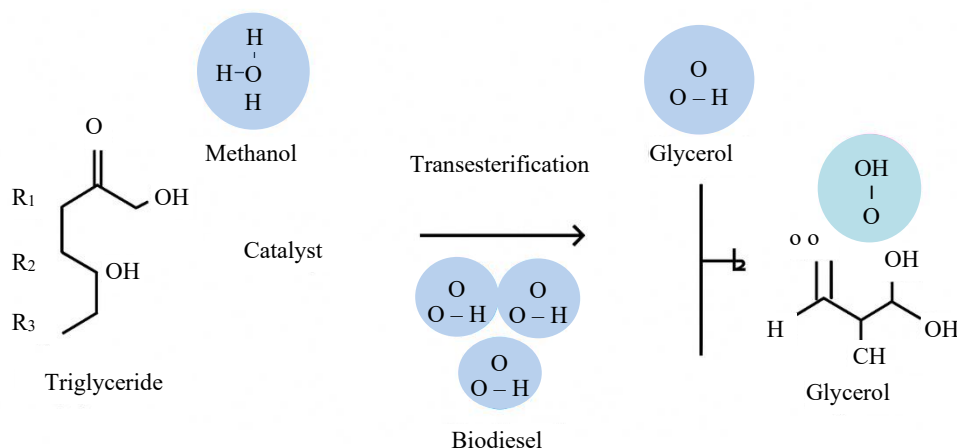 H
H–O
H
Methanol
O
R₁
OH
R₂
OH
R₃
Triglyceride
Catalyst
Transesterification
O
O – H
O
O – H
O
O – H
Biodiesel
O
O – H
Glycerol
OH
O
o o
OH
H
OH
CH
Glycerol